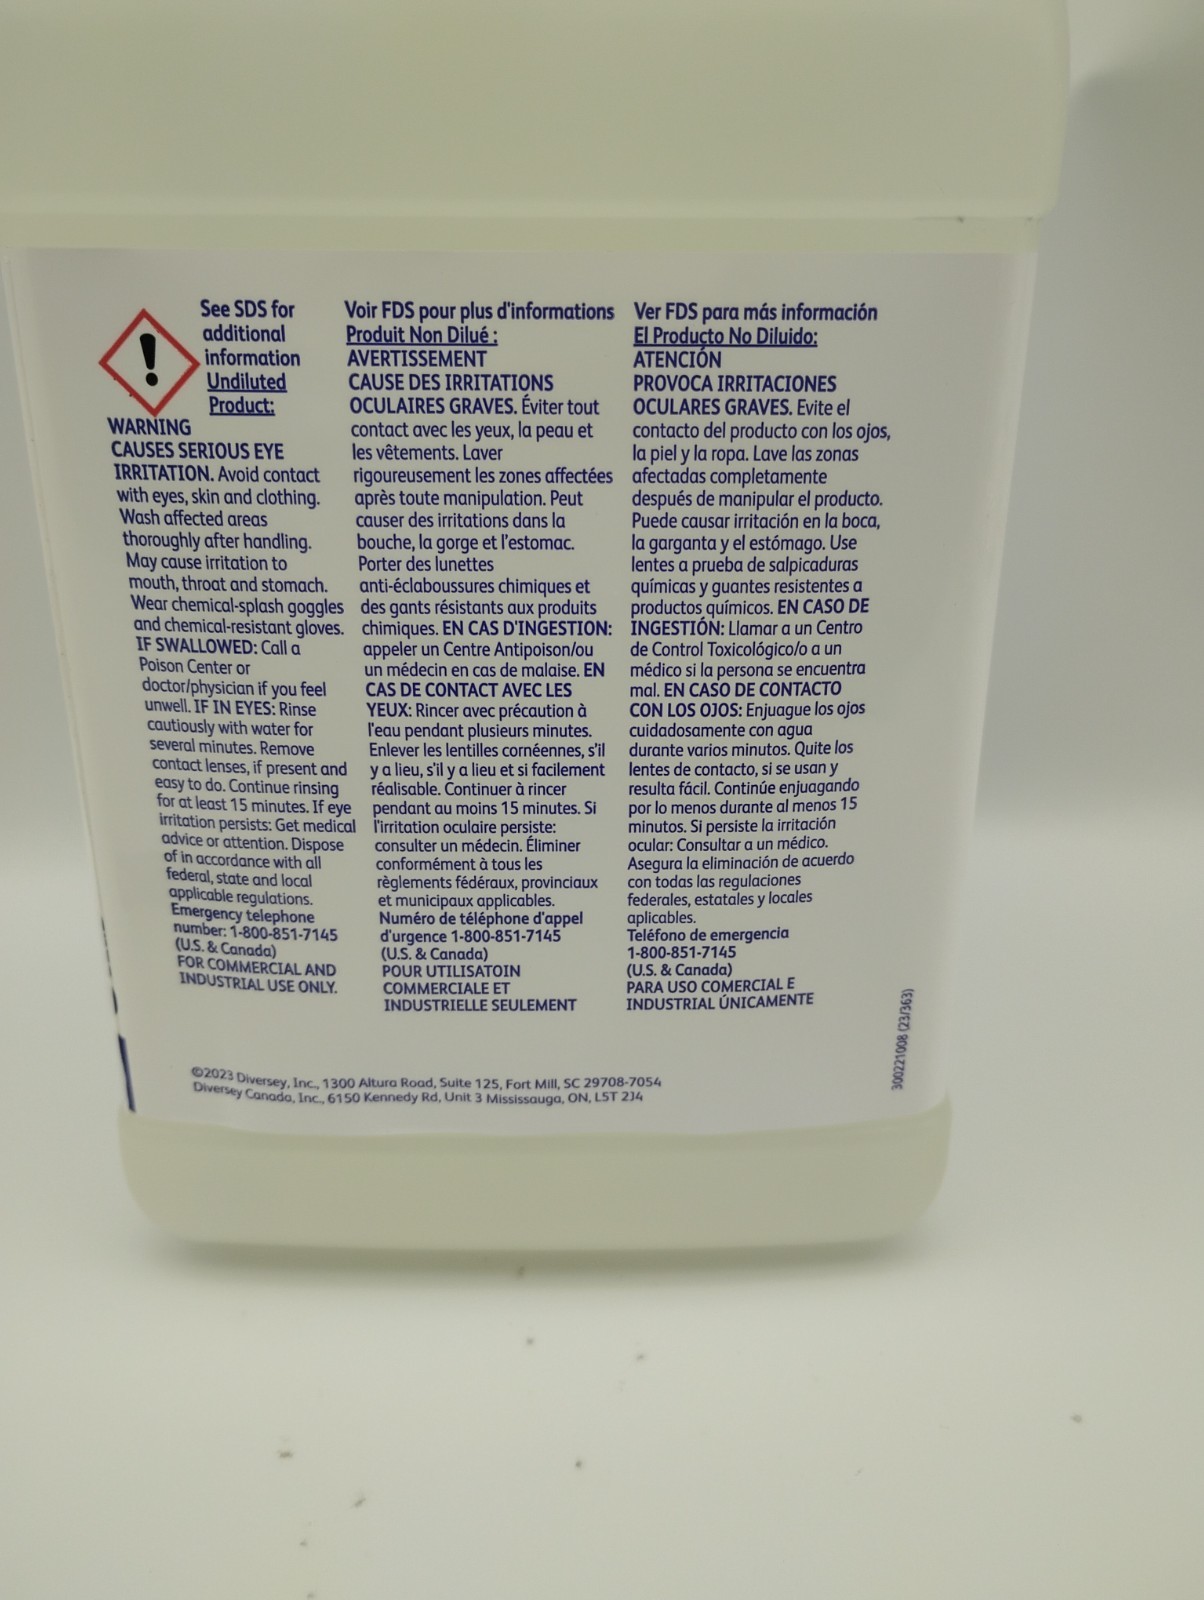 See SDS for
additional
information
Undiluted
Product:
WARNING
CAUSES SERIOUS EYE
IRRITATION. Avoid contact
with eyes, skin and clothing.
Wash affected areas
thoroughly after handling.
May cause irritation to
mouth, throat and stomach.
Wear chemical-splash goggles
and chemical-resistant gloves.
IF SWALLOWED: Call a
Poison Center or
doctor/physician if you feel
unwell. IF IN EYES: Rinse
cautiously with water for
several minutes. Remove
contact lenses, if present and
easy to do. Continue rinsing
for at least 15 minutes. If eye
irritation persists: Get medical
advice or attention. Dispose
of in accordance with all
federal, state and local
applicable regulations.
Emergency telephone
number: 1-800-851-7145
(U.S. & Canada)
FOR COMMERCIAL AND
INDUSTRIAL USE ONLY.
Voir FDS pour plus d'informations
Produit Non Dilué :
AVERTISSEMENT
CAUSE DES IRRITATIONS
OCULAIRES GRAVES. Éviter tout
contact avec les yeux, la peau et
les vêtements. Laver
rigoureusement les zones affectées
après toute manipulation. Peut
causer des irritations dans la
bouche, la gorge et l'estomac.
Porter des lunettes
anti-éclaboussures chimiques et
des gants résistants aux produits
chimiques. EN CAS D'INGESTION:
appeler un Centre Antipoison/ou
un médecin en cas de malaise. EN
CAS DE CONTACT AVEC LES
YEUX: Rincer avec précaution à
l'eau pendant plusieurs minutes.
Enlever les lentilles cornéennes, s'il
y a lieu, s'il y a lieu et si facilement
réalisable. Continuer à rincer
pendant au moins 15 minutes. Si
l'irritation oculaire persiste:
consulter un médecin. Éliminer
conformément à tous les
règlements fédéraux, provinciaux
et municipaux applicables.
Numéro de téléphone d'appel
d'urgence 1-800-851-7145
(U.S. & Canada)
POUR UTILISATOIN
COMMERCIALE ET
INDUSTRIELLE SEULEMENT
Ver FDS para más información
El Producto No Diluido:
ATENCIÓN
PROVOCA IRRITACIONES
OCULARES GRAVES. Evite el
contacto del producto con los ojos,
la piel y la ropa. Lave las zonas
afectadas completamente
después de manipular el producto.
Puede causar irritación en la boca,
la garganta y el estómago. Use
lentes a prueba de salpicaduras
químicas y guantes resistentes a
productos químicos. EN CASO DE
INGESTIÓN: Llamar a un Centro
de Control Toxicológico/o a un
médico si la persona se encuentra
mal. EN CASO DE CONTACTO
CON LOS OJOS: Enjuague los ojos
cuidadosamente con agua
durante varios minutos. Quite los
lentes de contacto, si se usan y
resulta fácil. Continúe enjuagando
por lo menos durante al menos 15
minutos. Si persiste la irritación
ocular: Consultar a un médico.
Asegura la eliminación de acuerdo
con todas las regulaciones
federales, estatales y locales
aplicables.
Teléfono de emergencia
1-800-851-7145
(U.S. & Canada)
PARA USO COMERCIAL E
INDUSTRIAL ÚNICAMENTE
300221008 (23/363)
©2023 Diversey, Inc., 1300 Altura Road, Suite 125, Fort Mill, SC 29708-7054
Diversey Canada, Inc., 6150 Kennedy Rd, Unit 3 Mississauga, ON, L5T 2J4